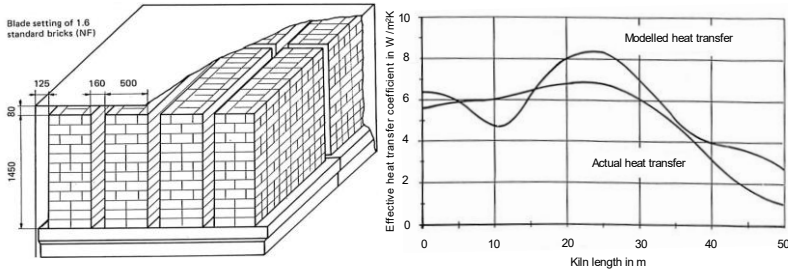 Blade setting of 1.6
standard bricks (NF)
125
160
500
80
1450
Effective heat transfer coefficient in W /m²K
10
8
6
4
2
0
Modelled heat transfer
Actual heat transfer
0
10
20
30
40
50
Kiln length in m